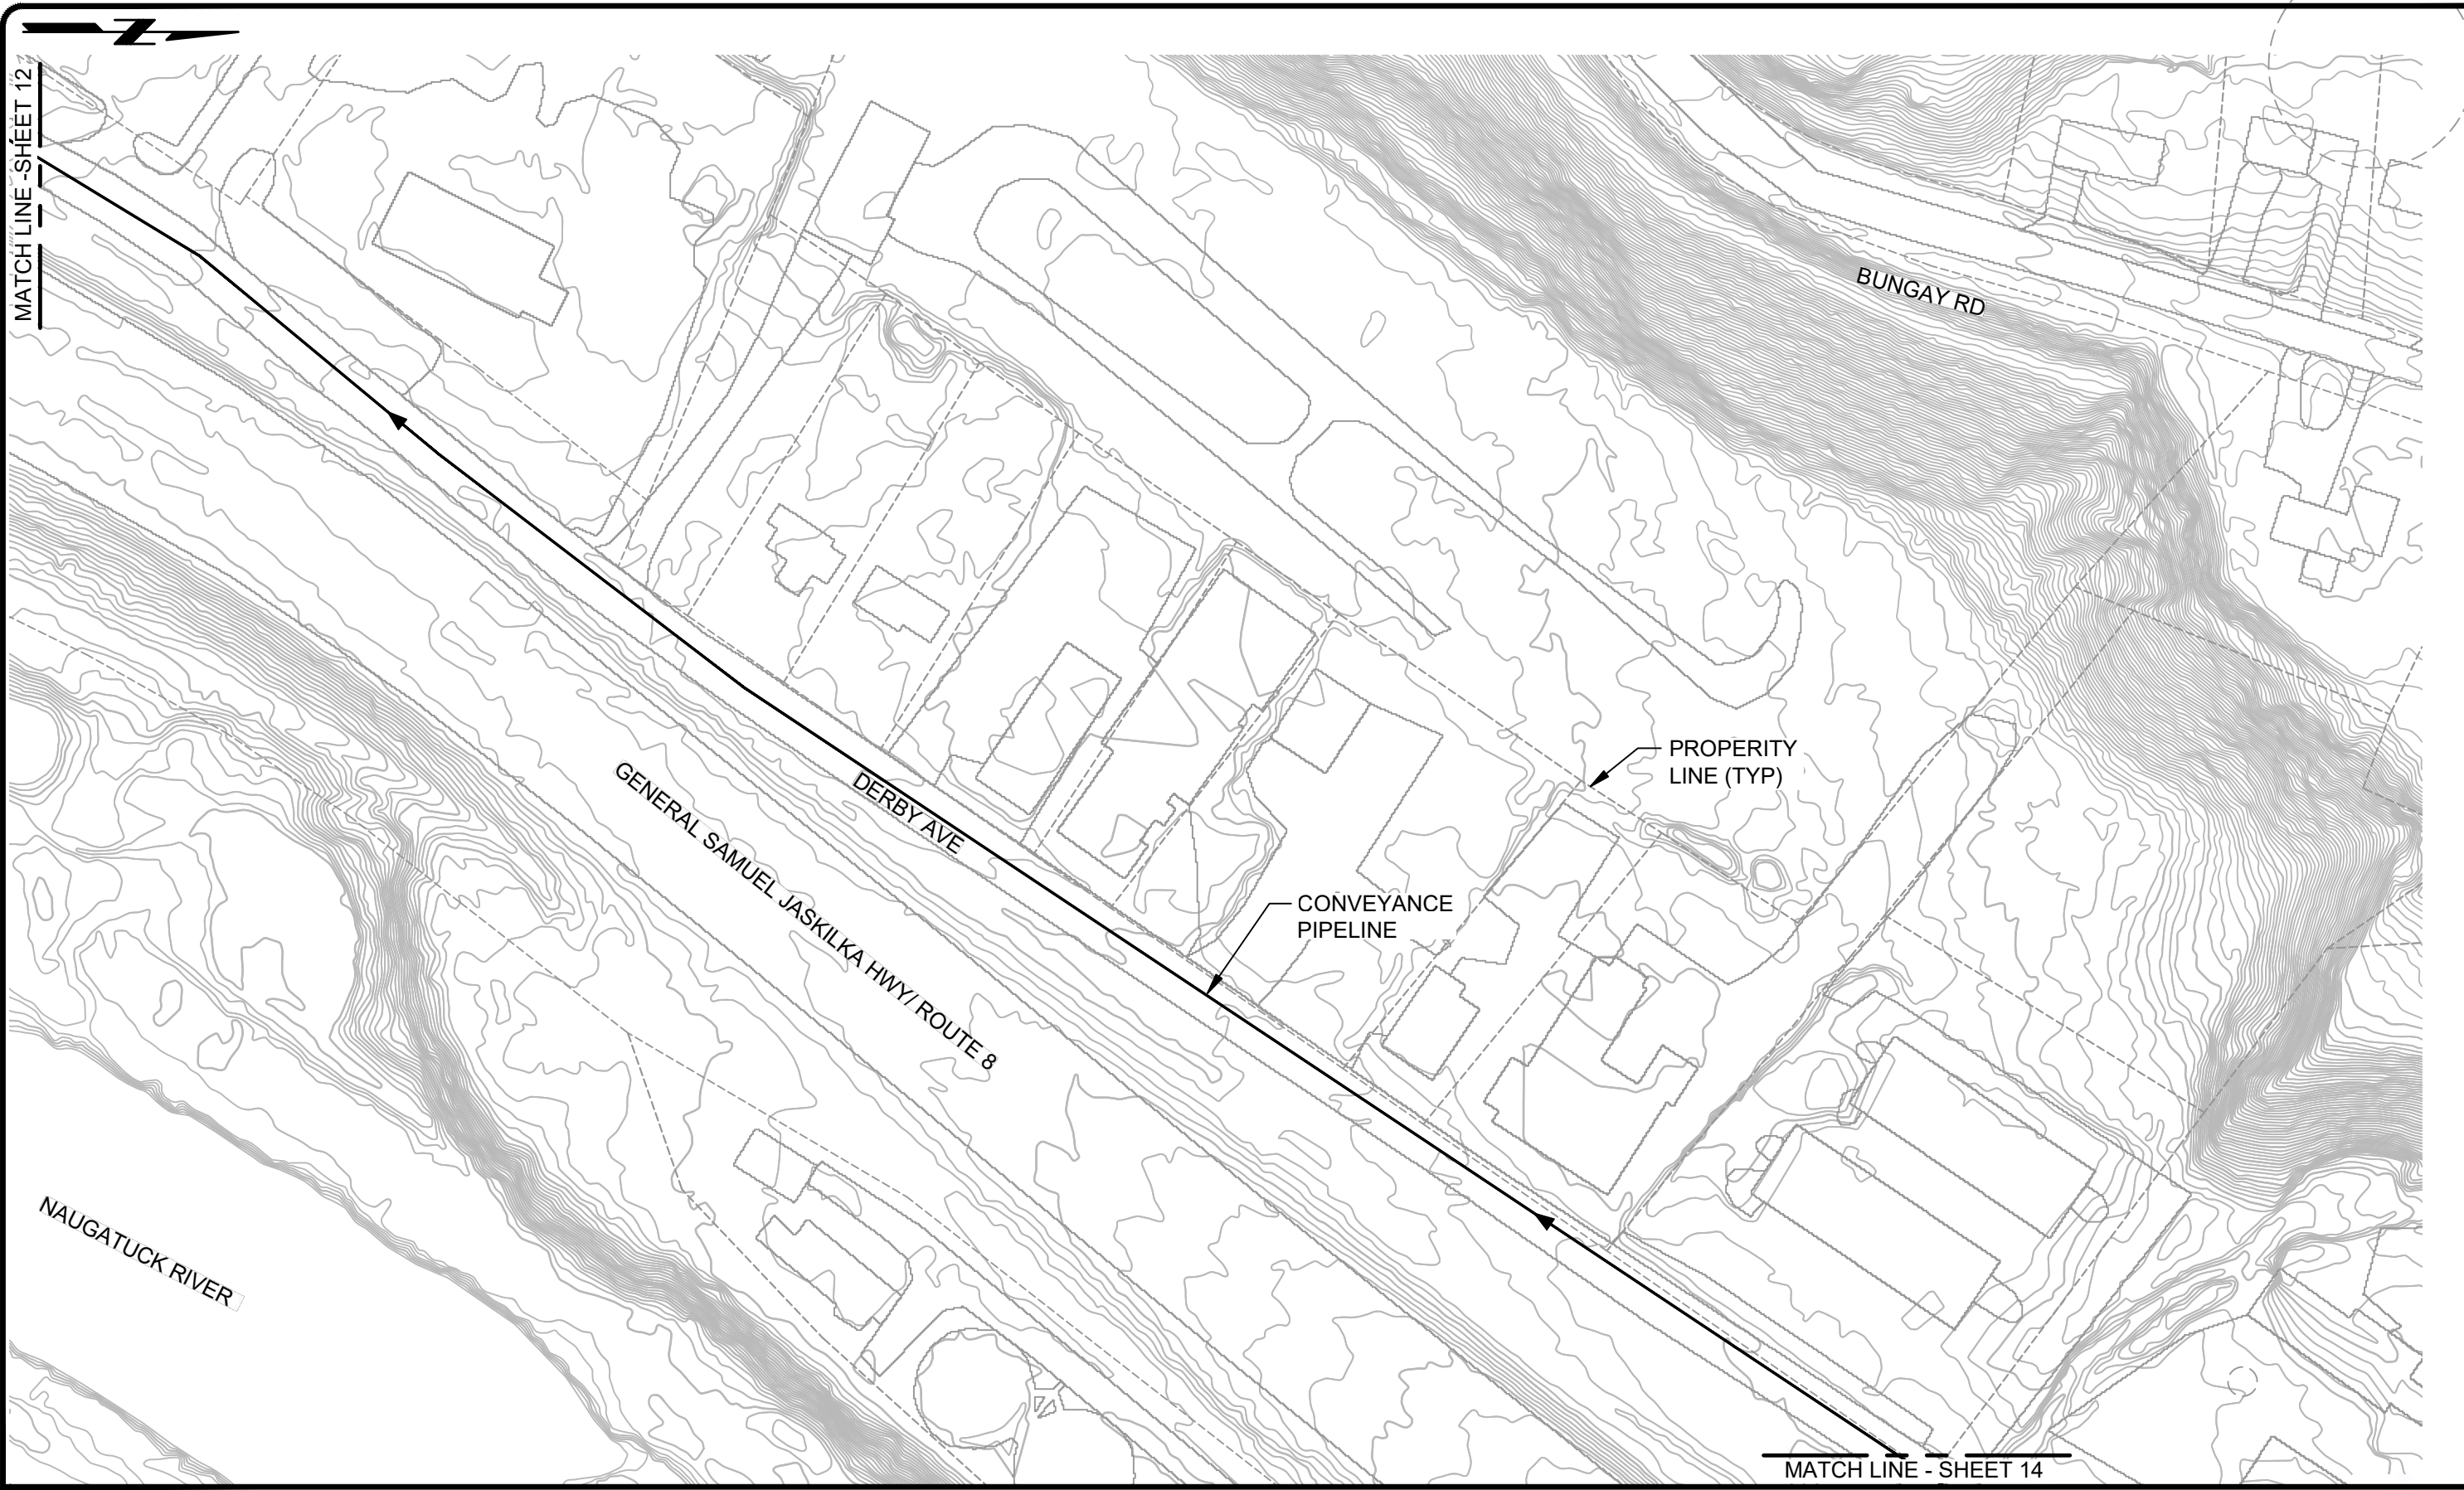 MATCH LINE -SHEET 12
BUNGAY RD
PROPERITY
LINE (TYP)
DERBY AVE
GENERAL SAMUEL JASKILKA HWY/ ROUTE 8
CONVEYANCE
PIPELINE
NAUGATUCK RIVER
MATCH LINE - SHEET 14